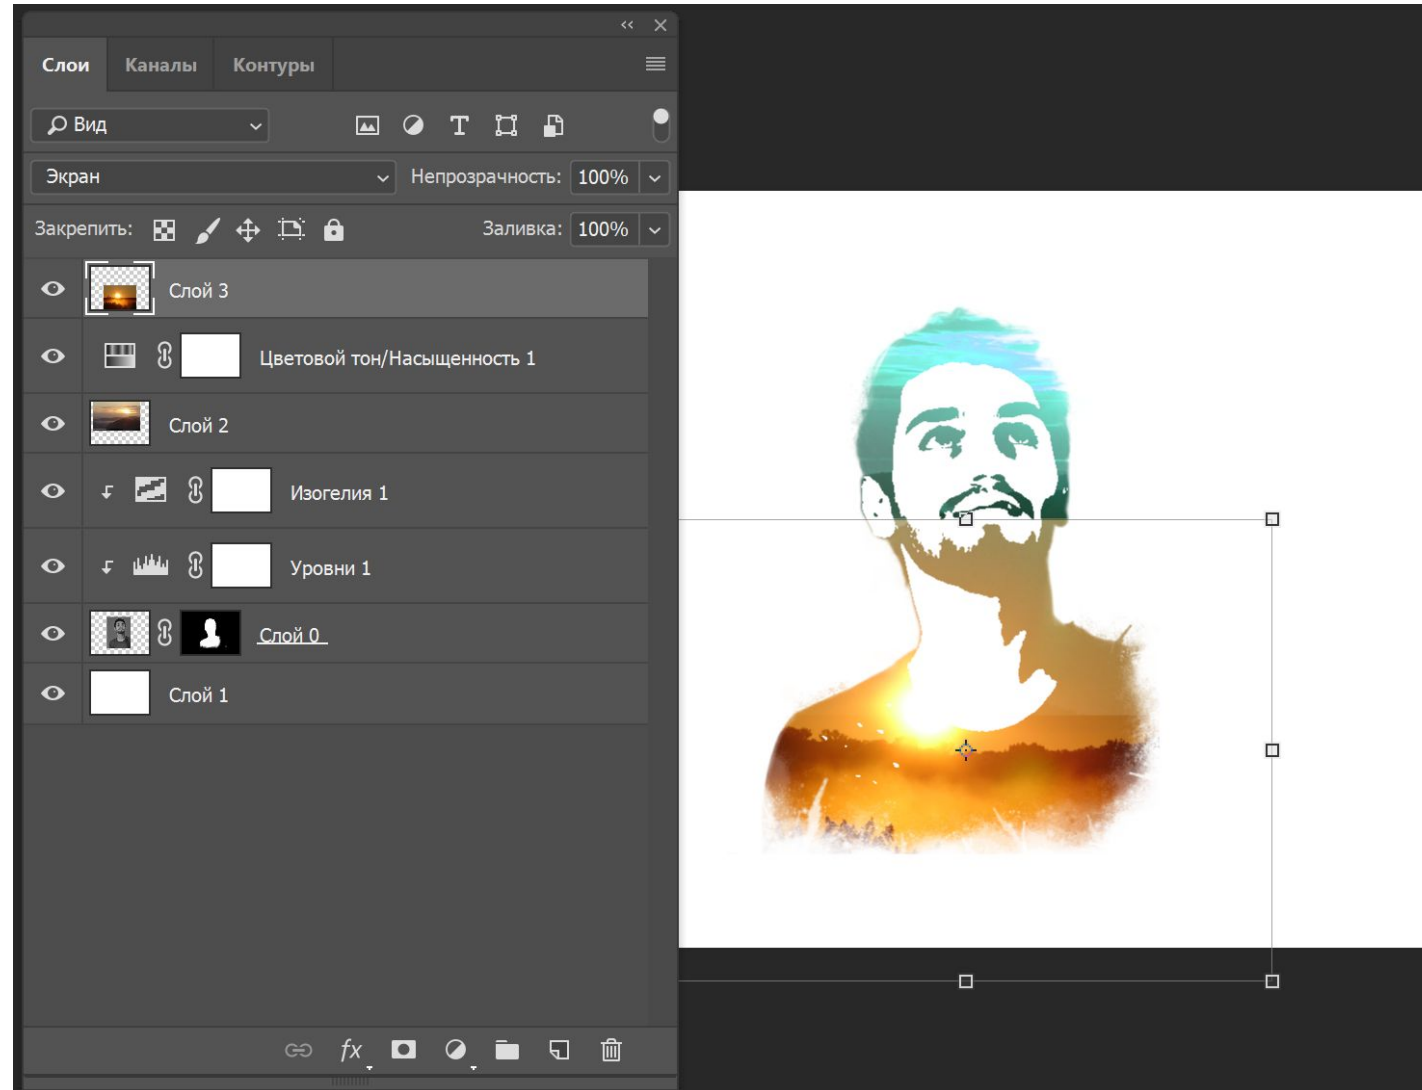 Слои Каналы Контуры
Вид
Экран Непрозрачность: 100%
Закрепить: Заливка: 100%
Слой 3
Цветовой тон/Насыщенность 1
Слой 2
Изогелия 1
Уровни 1
Слой 0
Слой 1
fx